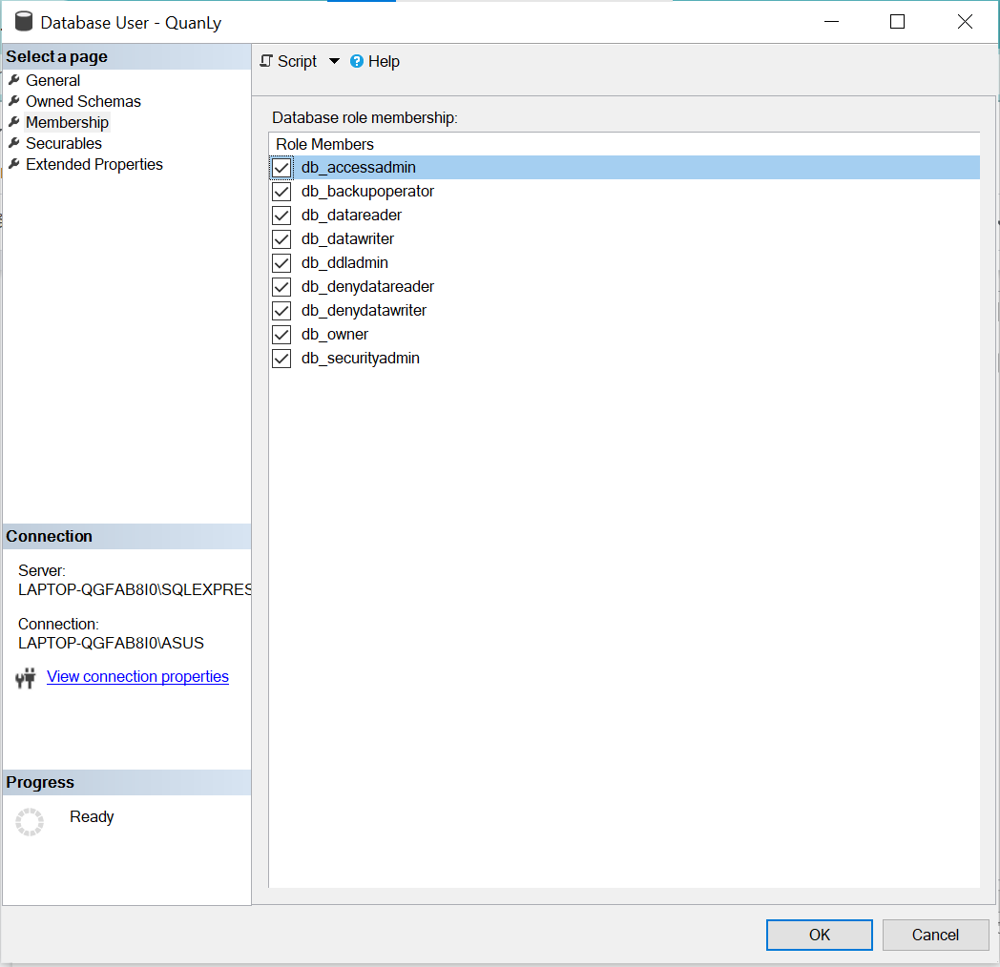 Database User - QuanLy
Select a page
General
Owned Schemas
Membership
Securables
Extended Properties
Script
Help
Database role membership:
Role Members
db_accessadmin
db_backupoperator
db_datareader
db_datawriter
db_ddladmin
db_denydatareader
db_denydatawriter
db_owner
db_securityadmin
Connection
Server:
LAPTOP-QGFAB8I0\SQLEXPRES
Connection:
LAPTOP-QGFAB8I0\ASUS
View connection properties
Progress
Ready
OK
Cancel